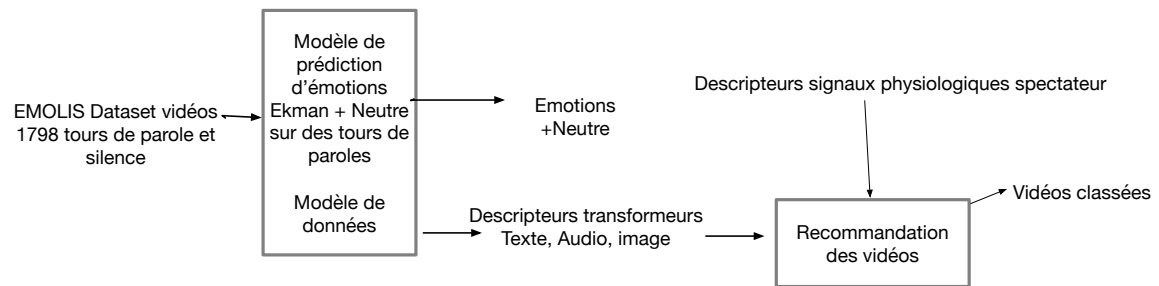 EMOLIS Dataset vidéos
1798 tours de parole et
silence
Modèle de
prédiction
d'émotions
Ekman + Neutre
sur des tours de
paroles
Modèle de
données
Emotions
+Neutre
Descripteurs transformeurs
Texte, Audio, image
Descripteurs signaux physiologiques spectateur
Recommandation
des vidéos
Vidéos classées